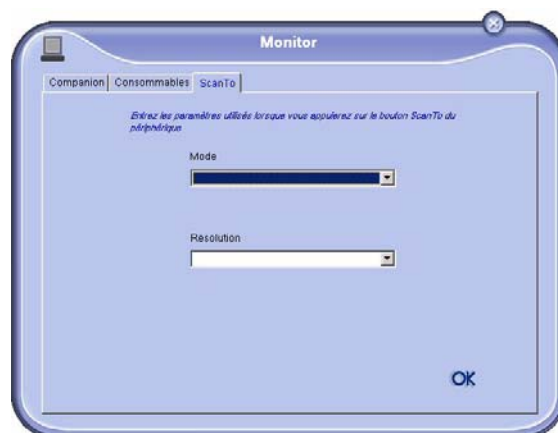 Monitor
Companion Consommables ScanTo
Entrez les paramètres utilisés lorsque vous appuierez sur le bouton ScanTo du
périphérique
Mode
Résolution
OK